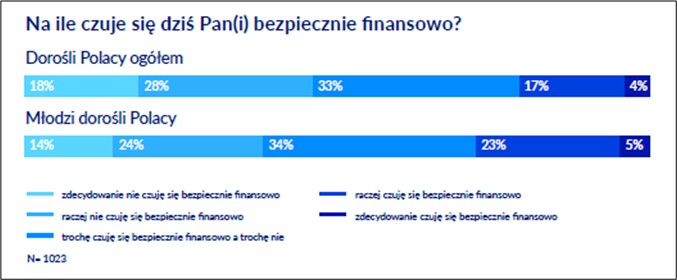 Na ile czuje się dziś Pan(i) bezpiecznie finansowo?
Dorośli Polacy ogółem
18% 28% 33% 17% 4%
Młodzi dorośli Polacy
14% 24% 34% 23% 5%
zdecydowanie nie czuję się bezpiecznie finansowo
raczej czuję się bezpiecznie finansowo
raczej nie czuję się bezpiecznie finansowo
zdecydowanie czuję się bezpiecznie finansowo
trochę czuję się bezpiecznie finansowo a trochę nie
N= 1023